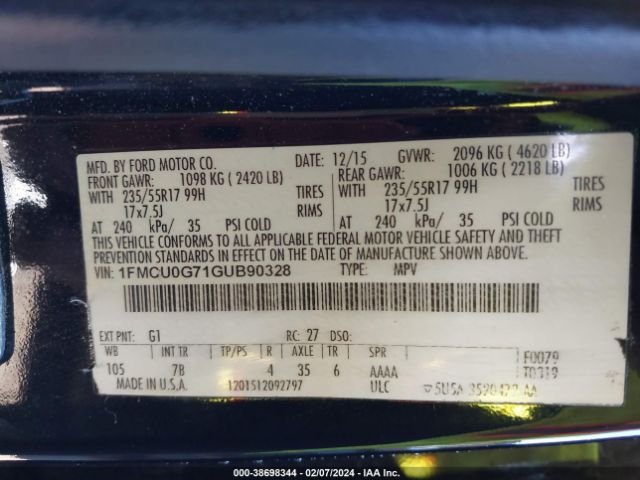 MFD. BY FORD MOTOR CO. DATE: 12/15 GVWR: 2096 KG ( 4620 LB)
FRONT GAWR: 1098 KG ( 2420 LB) REAR GAWR: 1006 KG ( 2218 LB)
WITH 235/55R17 99H TIRES WITH 235/55R17 99H TIRES
17x7.5J RIMS 17x7.5J RIMS
AT 240 kPa/ 35 PSI COLD AT 240 kPa/ 35 PSI COLD
THIS VEHICLE CONFORMS TO ALL APPLICABLE FEDERAL MOTOR VEHICLE SAFETY AND THEFT
PREVENTION STANDARDS IN EFFECT ON THE DATE OF MANUFACTURE SHOWN ABOVE.
VIN: 1FMCU0G71GUB90328 TYPE: MPV
EXT PNT: G1 RC: 27 DSO:
WB INT TR TP/PS R AXLE TR SPR F0079
105 7B 4 35 6 AAAA T0319
MADE IN U.S.A. 1201512092797 ULC
000-38698344 - 02/07/2024 - IAA Inc.